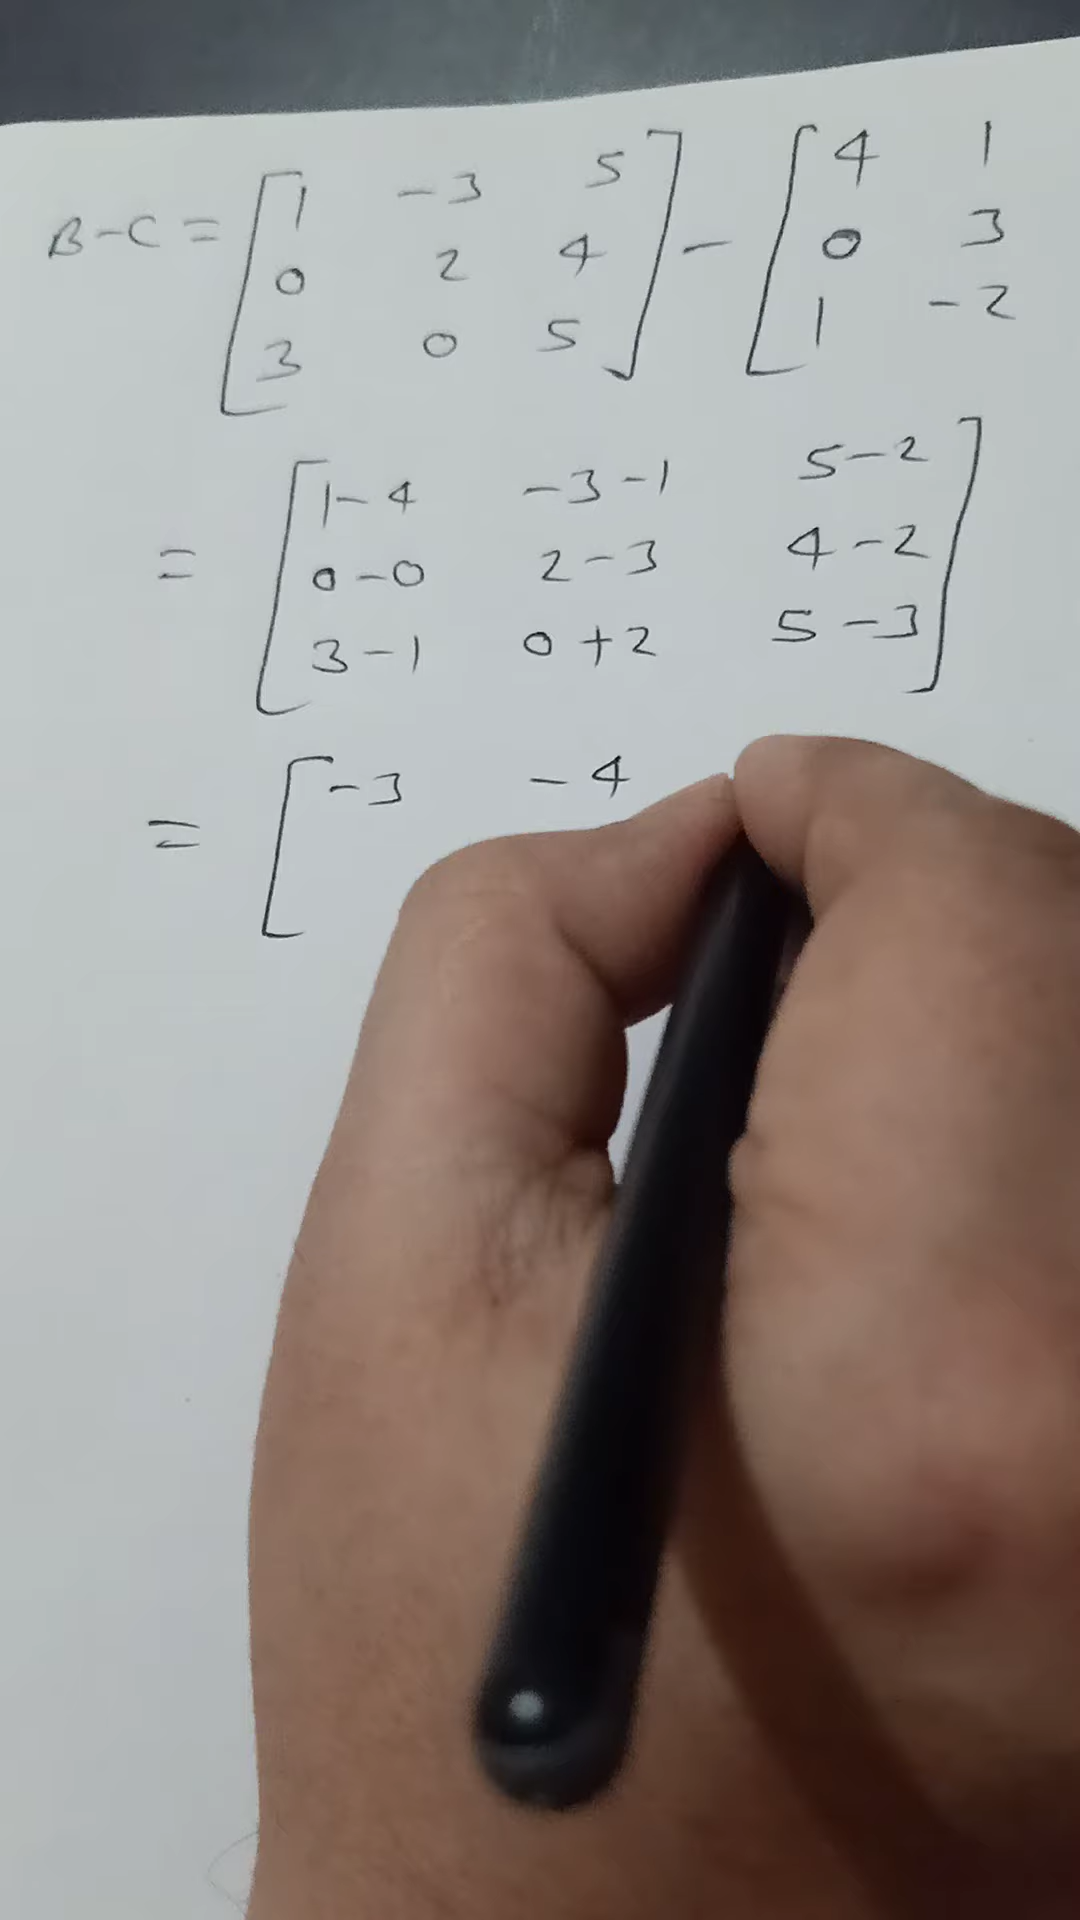 B-C = [1 -3 5] - [4 1
0 2 4 0 3
3 0 5 1 -2
= [1-4 -3-1 5-2]
0-0 2-3 4-2
3-1 0+2 5-3
= [-3 -4